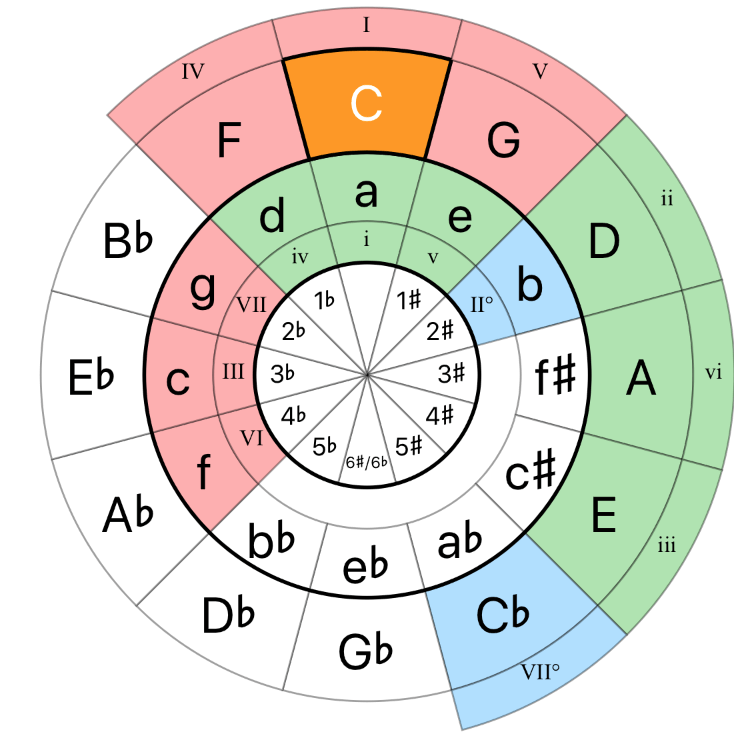 I
IV
V
C
F
G
ii
a
d
e
D
Bb
i
iv
v
g
b
VII
II°
1b
1♯
2b
2♯
vi
Eb
c
III
3b
3♯
f♯
A
4b
4♯
VI
5b
5♯
6♯/6b
f
c♯
Ab
E
iii
bb
ab
eb
Db
Cb
Gb
VII°